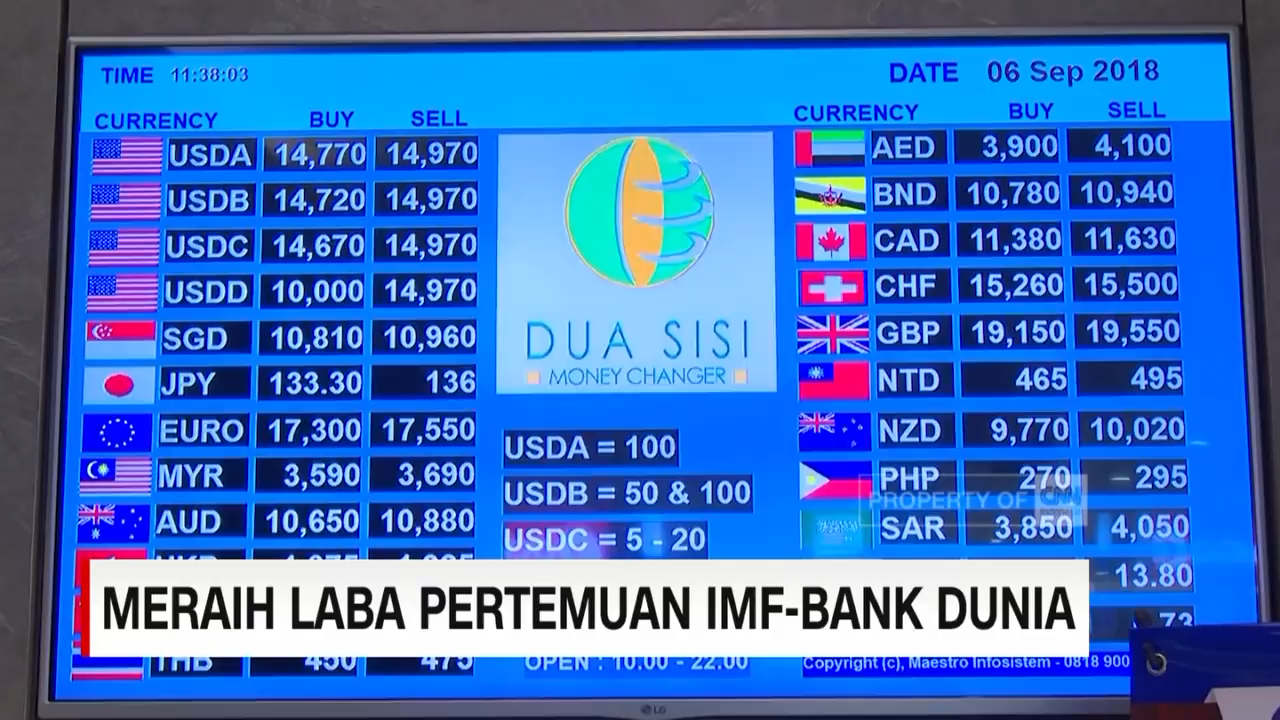 TIME 11:38:03
DATE 06 Sep 2018
CURRENCY BUY SELL
USDA 14,770 14,970
USDB 14,720 14,970
USDC 14,670 14,970
USDD 10,000 14,970
SGD 10,810 10,960
JPY 133.30 136
EURO 17,300 17,550
MYR 3,590 3,690
AUD 10,650 10,880
THB 450 475
DUA SISI
MONEY CHANGER
USDA = 100
USDB = 50 & 100
USDC = 5 - 20
OPEN : 10.00 - 22.00
CURRENCY BUY SELL
AED 3,900 4,100
BND 10,780 10,940
CAD 11,380 11,630
CHF 15,260 15,500
GBP 19,150 19,550
NTD 465 495
NZD 9,770 10,020
PHP 270 295
SAR 3,850 4,050
13.80
73
Copyright (c), Maestro Infosistem - 0818 900
PROPERTY OF CNN
MERAIH LABA PERTEMUAN IMF-BANK DUNIA
LG